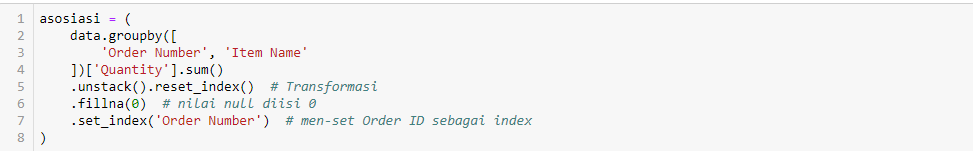 1 asosiasi = (
2     data.groupby([
3         'Order Number', 'Item Name'
4     ])['Quantity'].sum()
5     .unstack().reset_index()  # Transformasi
6     .fillna(0)  # nilai null diisi 0
7     .set_index('Order Number')  # men-set Order ID sebagai index
8 )